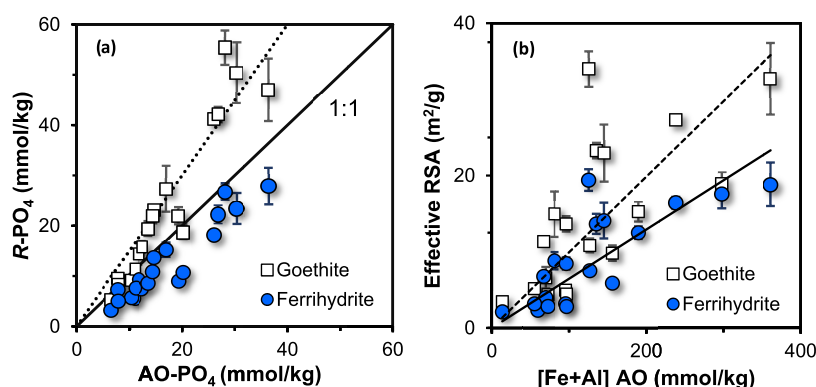 (a)
60
40
20
0
0
20
40
60
R-PO₄ (mmol/kg)
AO-PO₄ (mmol/kg)
1:1
Goethite
Ferrihydrite
(b)
40
20
0
0
200
400
Effective RSA (m²/g)
[Fe+Al] AO (mmol/kg)
Goethite
Ferrihydrite